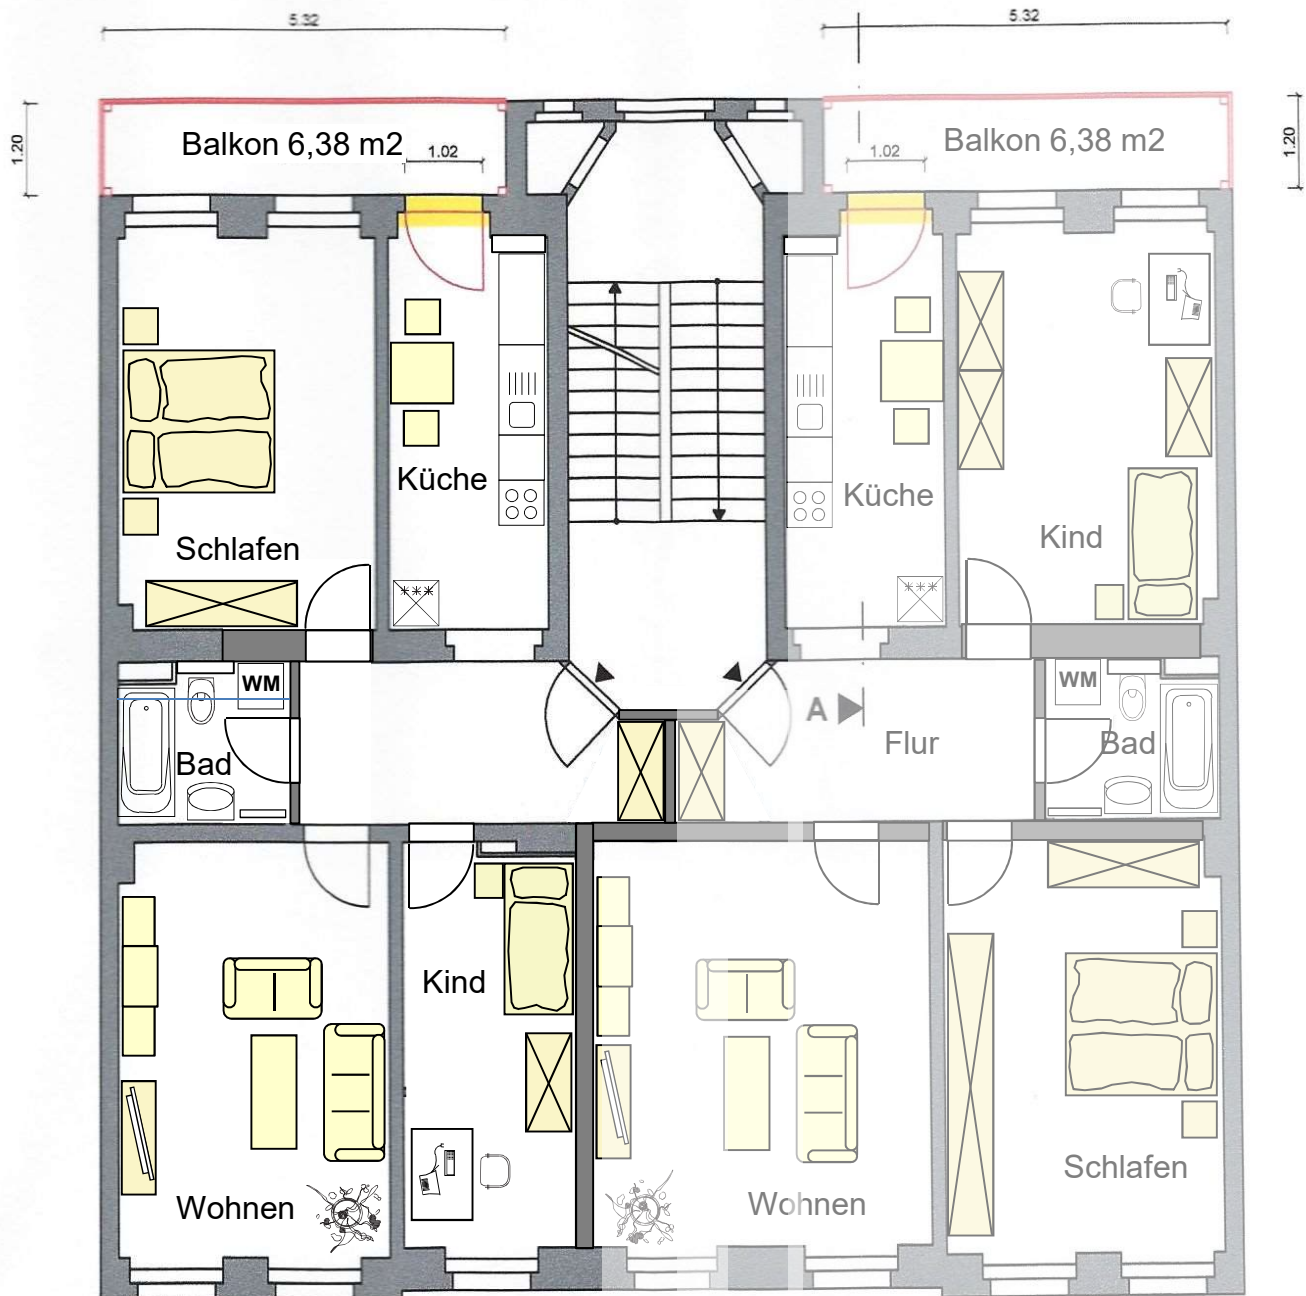 5.32
5.32
1.20
Balkon 6,38 m2
1.02
1.02
Balkon 6,38 m2
1.20
Küche
Küche
Schlafen
Kind
WM
WM
A
Bad
Flur
Bad
Kind
Wohnen
Wohnen
Schlafen